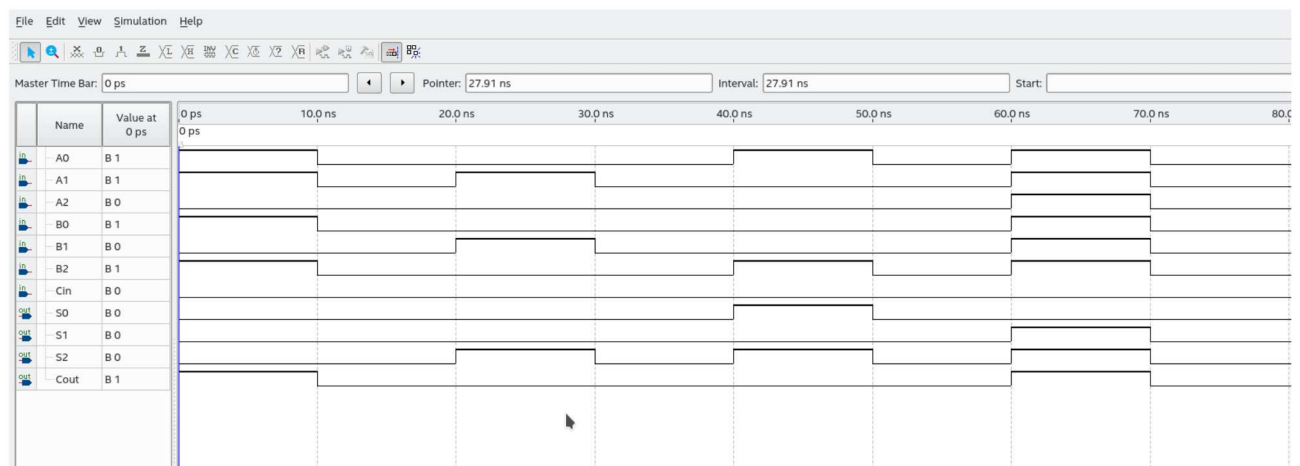 File Edit View Simulation Help
Master Time Bar: 0 ps Pointer: 27.91 ns Interval: 27.91 ns Start:
Name Value at 0 ps 0 ps 10.0 ns 20.0 ns 30.0 ns 40.0 ns 50.0 ns 60.0 ns 70.0 ns 80.0
0 ps
in A0 B 1
in A1 B 1
in A2 B 0
in B0 B 1
in B1 B 0
in B2 B 1
in Cin B 0
out S0 B 0
out S1 B 0
out S2 B 0
out Cout B 1